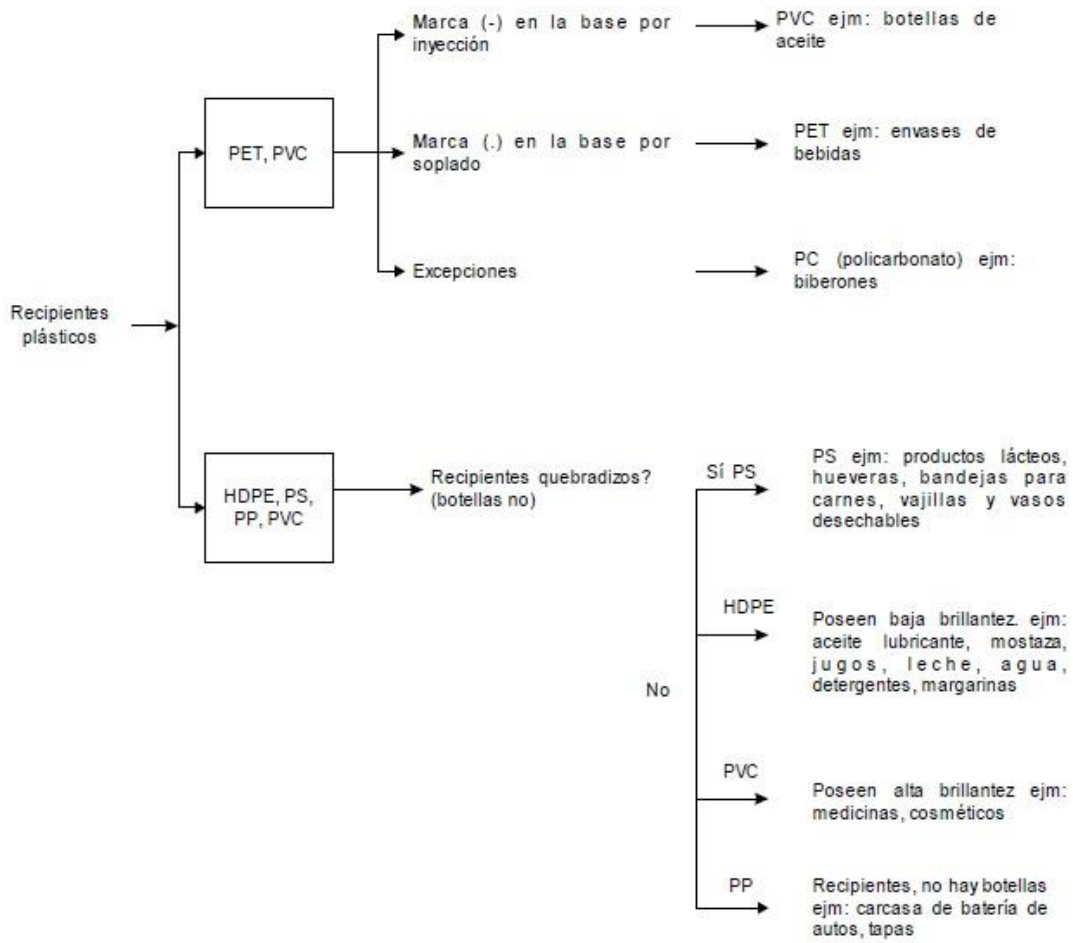 Marca (-) en la base por
inyección
PVC ejm: botellas de
aceite
PET, PVC
Marca (.) en la base por
soplado
PET ejm: envases de
bebidas
Excepciones
PC (policarbonato) ejm:
biberones
Recipientes
plásticos
HDPE, PS,
PP, PVC
Recipientes quebradizos?
(botellas no)
Sí PS
PS ejm: productos lácteos,
hueveras, bandejas para
carnes, vajillas y vasos
desechables
No
HDPE
Poseen baja brillantez. ejm:
aceite lubricante, mostaza,
jugos, leche, agua,
detergentes, margarinas
PVC
Poseen alta brillantez ejm:
medicinas, cosméticos
PP
Recipientes, no hay botellas
ejm: carcasa de batería de
autos, tapas